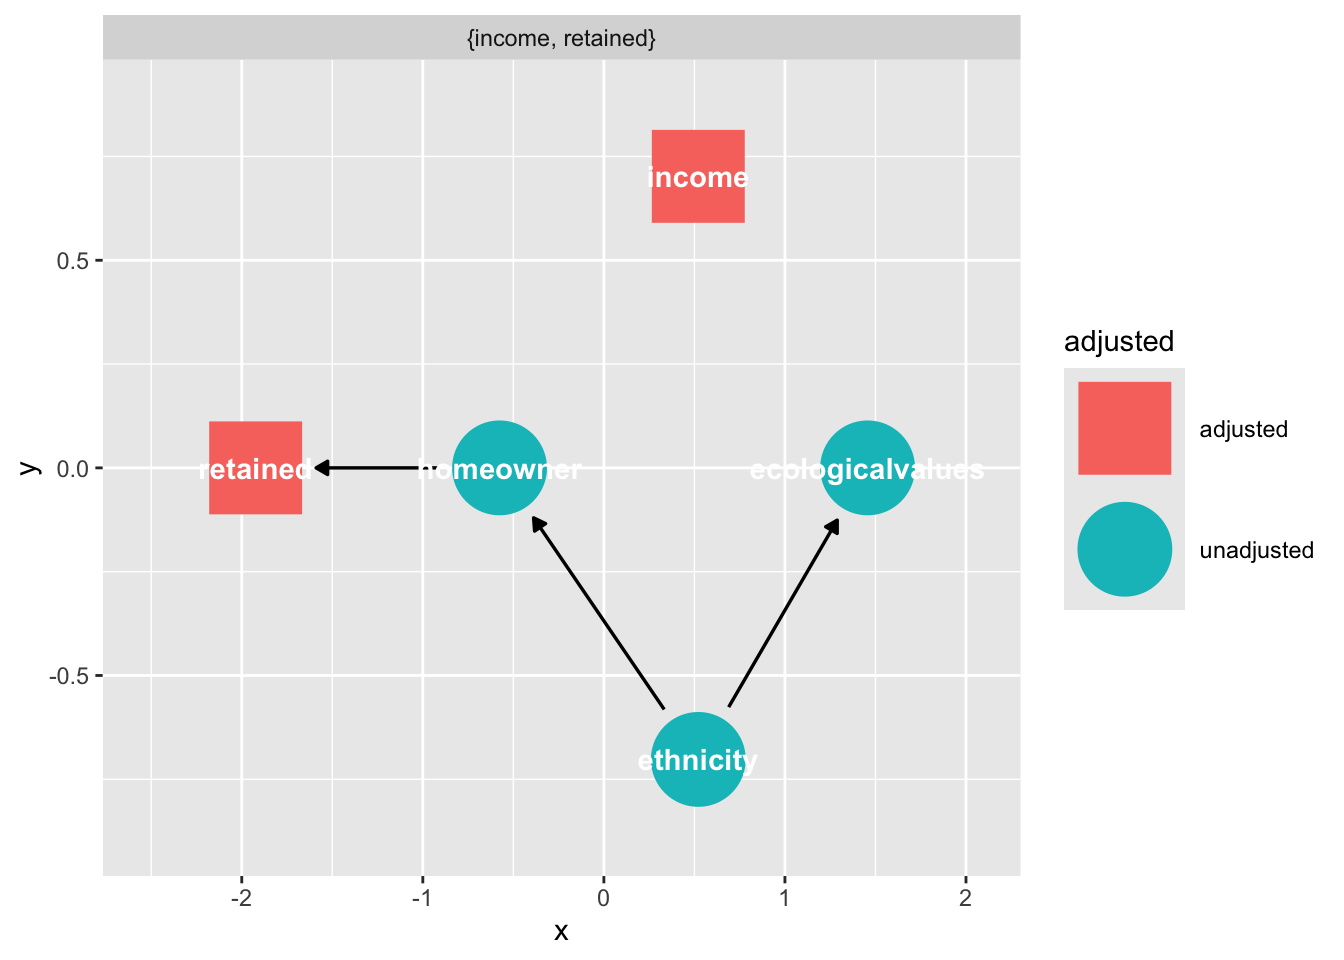 {income, retained}
income
0.5
adjusted
adjusted
y
0.0
retained
homeowner
ecologicalvalues
unadjusted
-0.5
ethnicity
-2
-1
0
1
2
x